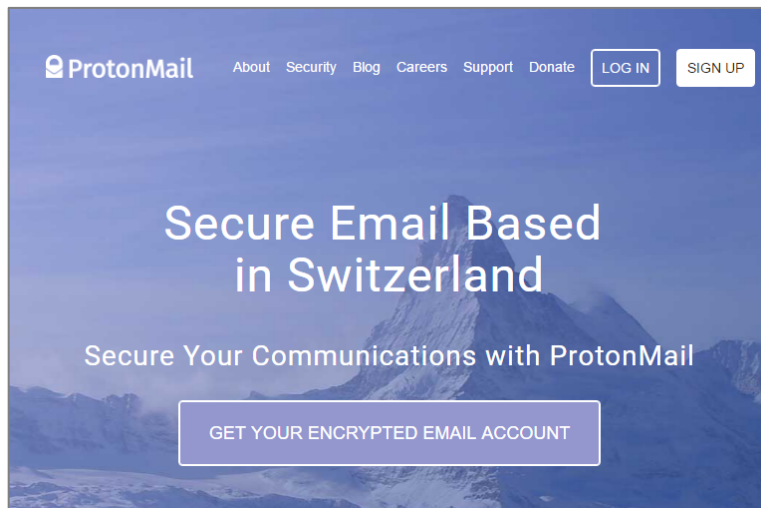 ProtonMail About Security Blog Careers Support Donate LOG IN SIGN UP
Secure Email Based
in Switzerland
Secure Your Communications with ProtonMail
GET YOUR ENCRYPTED EMAIL ACCOUNT